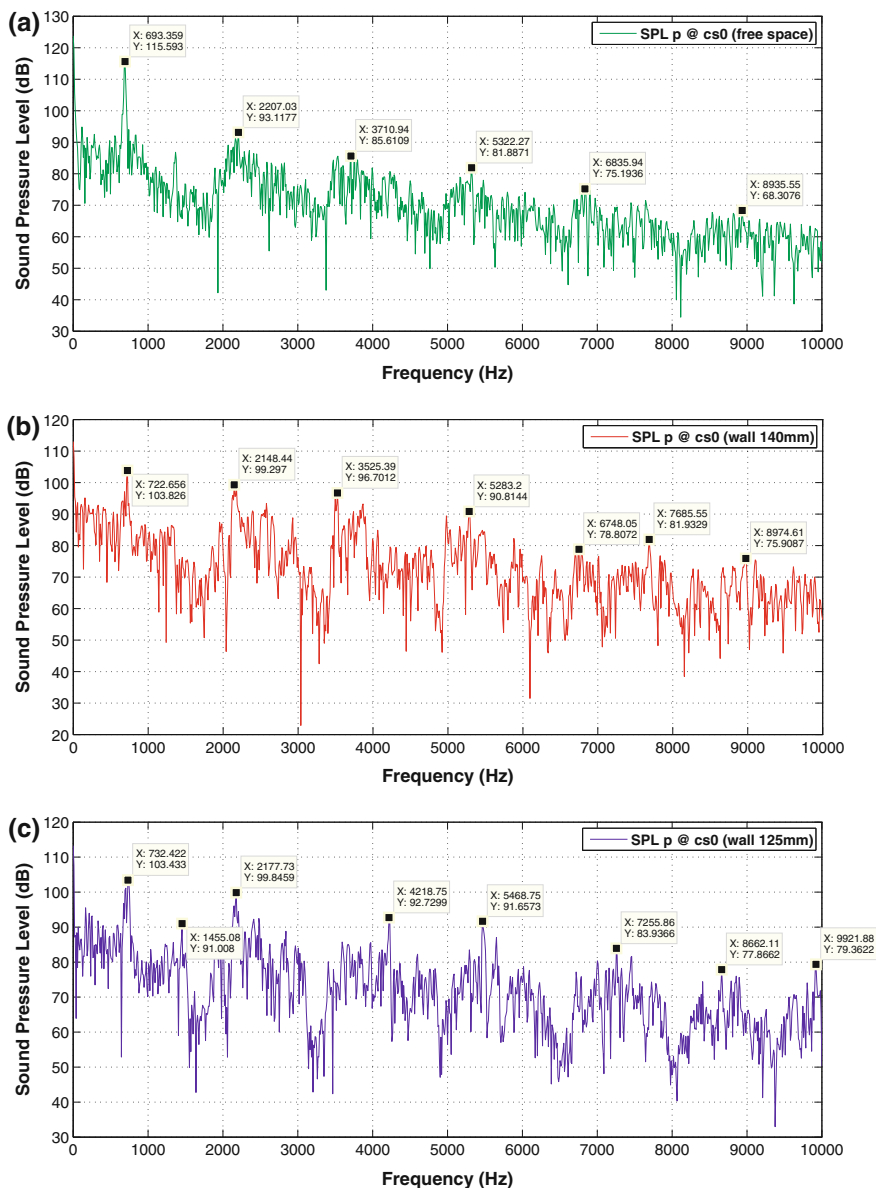 (a)
SPL p @ cs0 (free space)
X: 693.359
Y: 115.593
X: 2207.03
Y: 93.1177
X: 3710.94
Y: 85.6109
X: 5322.27
Y: 81.8871
X: 6835.94
Y: 75.1936
X: 8935.55
Y: 68.3076
Sound Pressure Level (dB)
130
120
110
100
90
80
70
60
50
40
30
0 1000 2000 3000 4000 5000 6000 7000 8000 9000 10000
Frequency (Hz)
(b)
SPL p @ cs0 (wall 140mm)
X: 722.656
Y: 103.826
X: 2148.44
Y: 99.297
X: 3525.39
Y: 96.7012
X: 5283.2
Y: 90.8144
X: 6748.05
Y: 78.8072
X: 7685.55
Y: 81.9329
X: 8974.61
Y: 75.9087
Sound Pressure Level (dB)
120
110
100
90
80
70
60
50
40
30
20
0 1000 2000 3000 4000 5000 6000 7000 8000 9000 10000
Frequency (Hz)
(c)
SPL p @ cs0 (wall 125mm)
X: 732.422
Y: 103.433
X: 1455.08
Y: 91.008
X: 2177.73
Y: 99.8459
X: 4218.75
Y: 92.7299
X: 5468.75
Y: 91.6573
X: 7255.86
Y: 83.9366
X: 8662.11
Y: 77.8662
X: 9921.88
Y: 79.3622
Sound Pressure Level (dB)
120
110
100
90
80
70
60
50
40
30
0 1000 2000 3000 4000 5000 6000 7000 8000 9000 10000
Frequency (Hz)